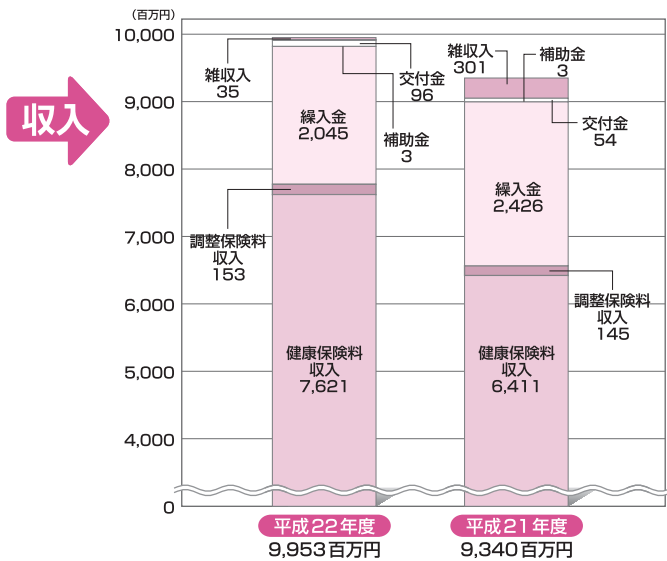 (百万円)
10,000
9,000
8,000
7,000
6,000
5,000
4,000
0
収入
雑収入
35
交付金
96
補助金
3
繰入金
2,045
調整保険料
収入
153
健康保険料
収入
7,621
平成22年度
9,953百万円
雑収入
301
補助金
3
交付金
54
繰入金
2,426
調整保険料
収入
145
健康保険料
収入
6,411
平成21年度
9,340百万円